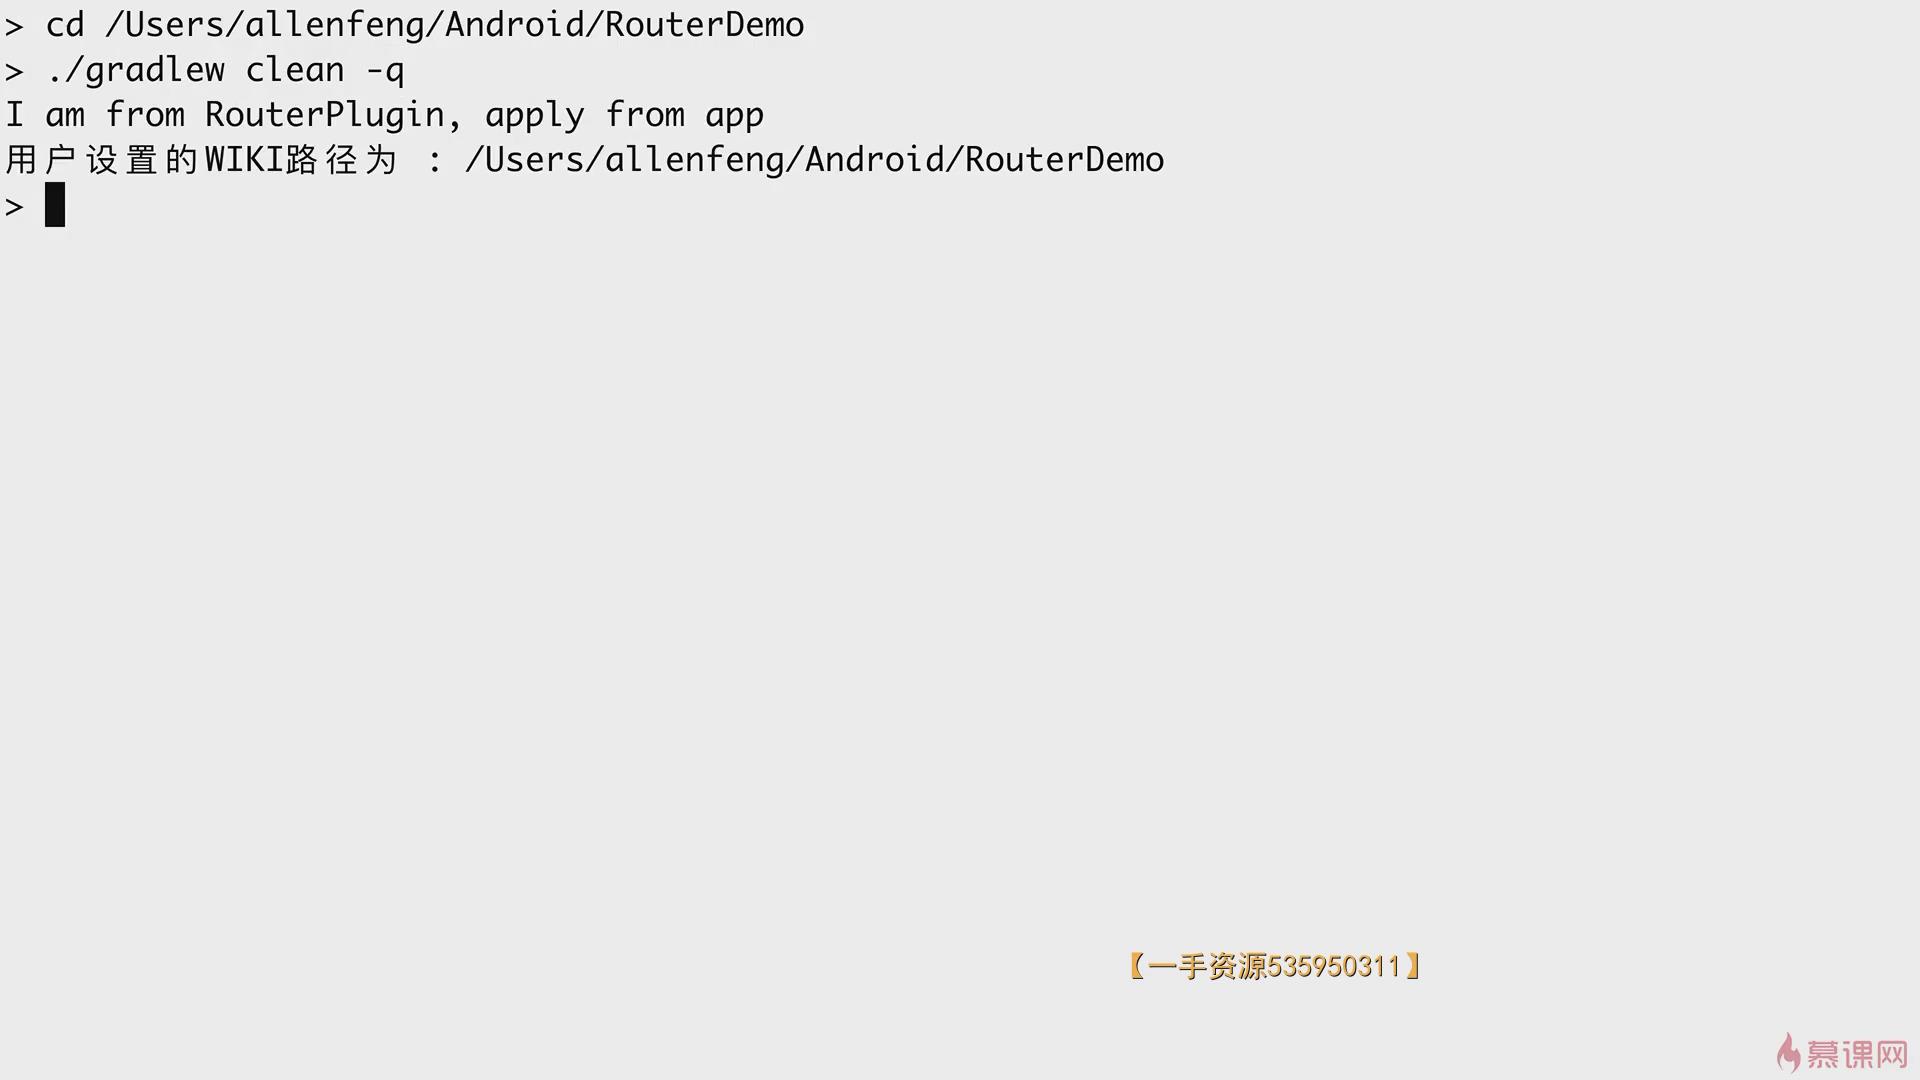 > cd /Users/allenfeng/Android/RouterDemo
> ./gradlew clean -q
I am from RouterPlugin, apply from app
用户设置的WIKI路径为 : /Users/allenfeng/Android/RouterDemo
>
【一手资源535950311】
慕课网